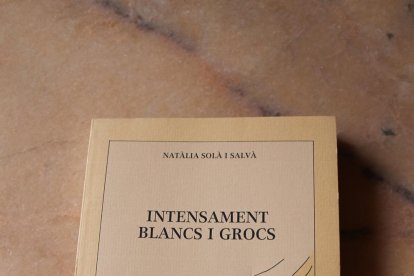 NATÀLIA SOLÀ I SALVÀ
INTENSAMENT
BLANCS I GROCS